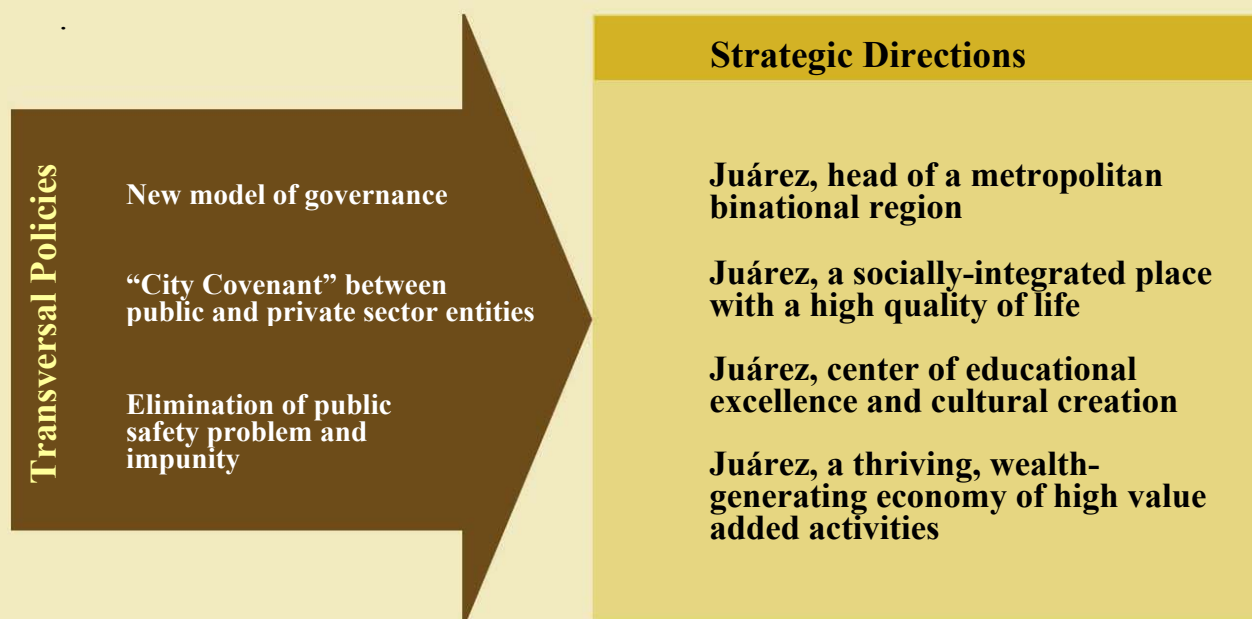 Transversal Policies
New model of governance
“City Covenant” between
public and private sector entities
Elimination of public
safety problem and
impunity
Strategic Directions
Juárez, head of a metropolitan
binational region
Juárez, a socially-integrated place
with a high quality of life
Juárez, center of educational
excellence and cultural creation
Juárez, a thriving, wealth-
generating economy of high value
added activities